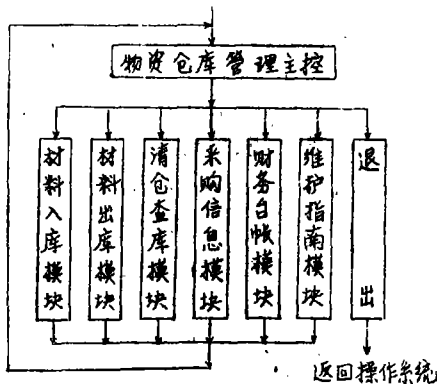 物资仓库管理主控
材料入库模块
材料出库模块
清仓查库模块
采购信息模块
财务台帐模块
维护指南模块
退出
返回操作系统